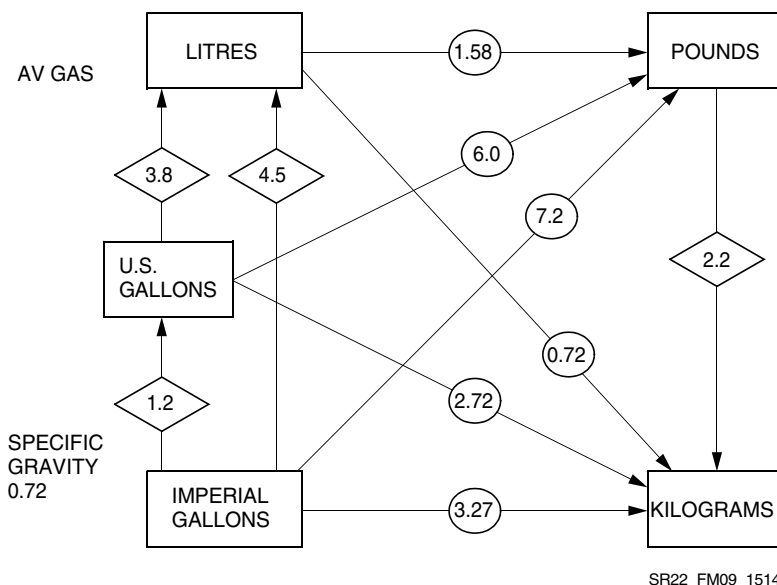 LITRES
1.58
POUNDS
AV GAS
3.8
4.5
6.0
7.2
U.S.
GALLONS
2.2
0.72
1.2
2.72
SPECIFIC
GRAVITY
0.72
IMPERIAL
GALLONS
3.27
KILOGRAMS
SR22_FM09_1514